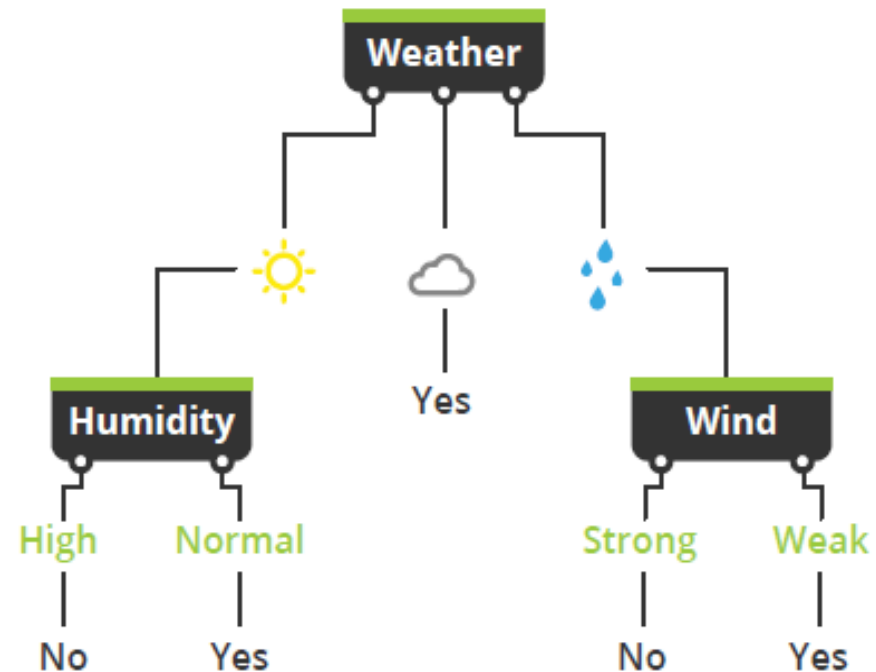 Weather
Yes
Humidity
Wind
High
Normal
Strong
Weak
No
Yes
No
Yes